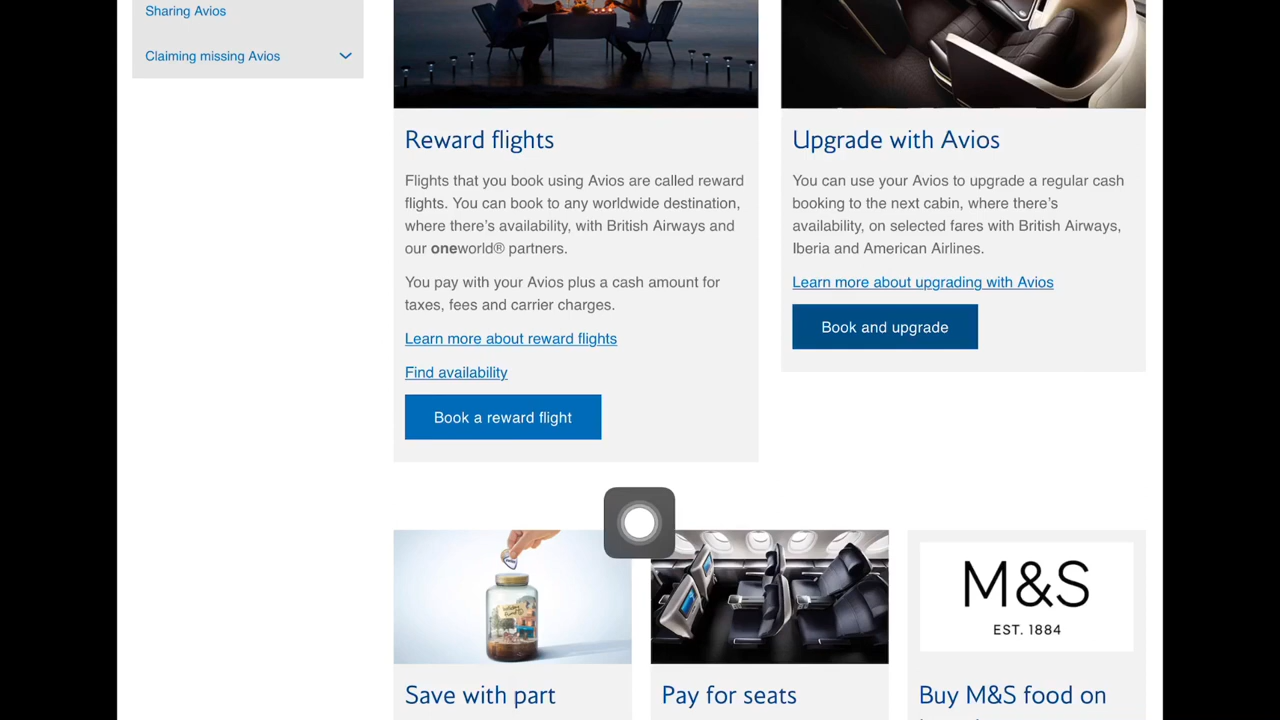 Sharing Avios
Claiming missing Avios
Reward flights
Flights that you book using Avios are called reward
flights. You can book to any worldwide destination,
where there’s availability, with British Airways and
our oneworld® partners.
You pay with your Avios plus a cash amount for
taxes, fees and carrier charges.
Learn more about reward flights
Find availability
Book a reward flight
Upgrade with Avios
You can use your Avios to upgrade a regular cash
booking to the next cabin, where there’s
availability, on selected fares with British Airways,
Iberia and American Airlines.
Learn more about upgrading with Avios
Book and upgrade
Save with part
Pay for seats
M&S
EST. 1884
Buy M&S food on